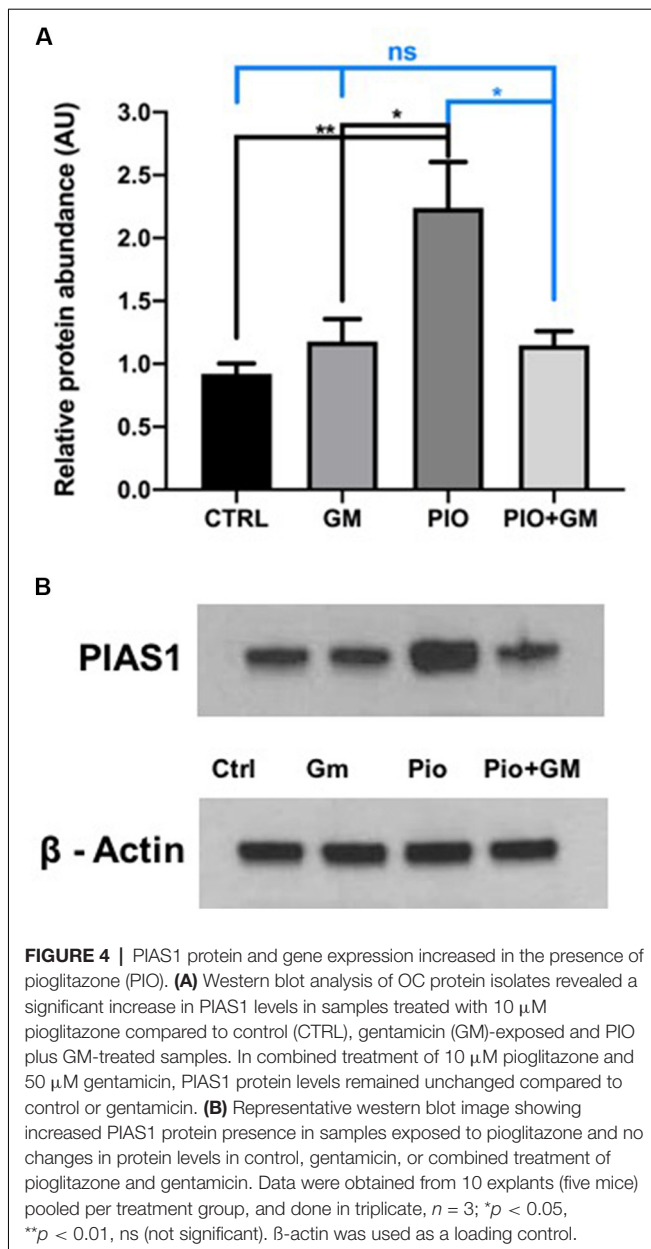 A
ns
*
*
**
Relative protein abundance (AU)
3.0
2.5
2.0
1.5
1.0
0.5
0.0
CTRL GM PIO PIO+GM
B
PIAS1
Ctrl Gm Pio Pio+GM
β - Actin
FIGURE 4 | PIAS1 protein and gene expression increased in the presence of
pioglitazone (PIO). (A) Western blot analysis of OC protein isolates revealed a
significant increase in PIAS1 levels in samples treated with 10 μM
pioglitazone compared to control (CTRL), gentamicin (GM)-exposed and PIO
plus GM-treated samples. In combined treatment of 10 μM pioglitazone and
50 μM gentamicin, PIAS1 protein levels remained unchanged compared to
control or gentamicin. (B) Representative western blot image showing
increased PIAS1 protein presence in samples exposed to pioglitazone and no
changes in protein levels in control, gentamicin, or combined treatment of
pioglitazone and gentamicin. Data were obtained from 10 explants (five mice)
pooled per treatment group, and done in triplicate, n = 3; *p < 0.05,
**p < 0.01, ns (not significant). ß-actin was used as a loading control.